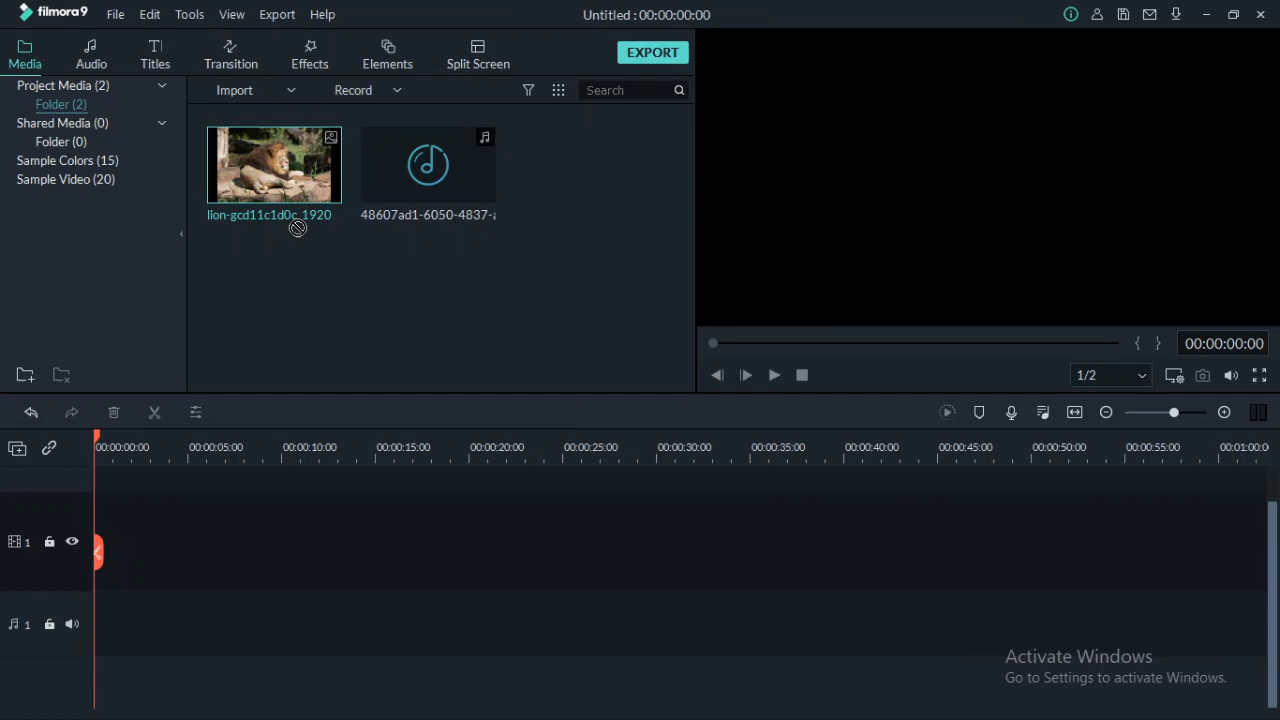 filmora9 File Edit Tools View Export Help Untitled : 00:00:00:00
Media Audio Titles Transition Effects Elements Split Screen EXPORT
Project Media (2) Import Record Search
Folder (2)
Shared Media (0)
Folder (0)
Sample Colors (15)
Sample Video (20)
lion-gcd11c1d0c_1920 48607ad1-6050-4837-a
{ } 00:00:00:00
1/2
00:00:00:00 00:00:05:00 00:00:10:00 00:00:15:00 00:00:20:00 00:00:25:00 00:00:30:00 00:00:35:00 00:00:40:00 00:00:45:00 00:00:50:00 00:00:55:00 00:01:00:0
1
1
Activate Windows
Go to Settings to activate Windows.